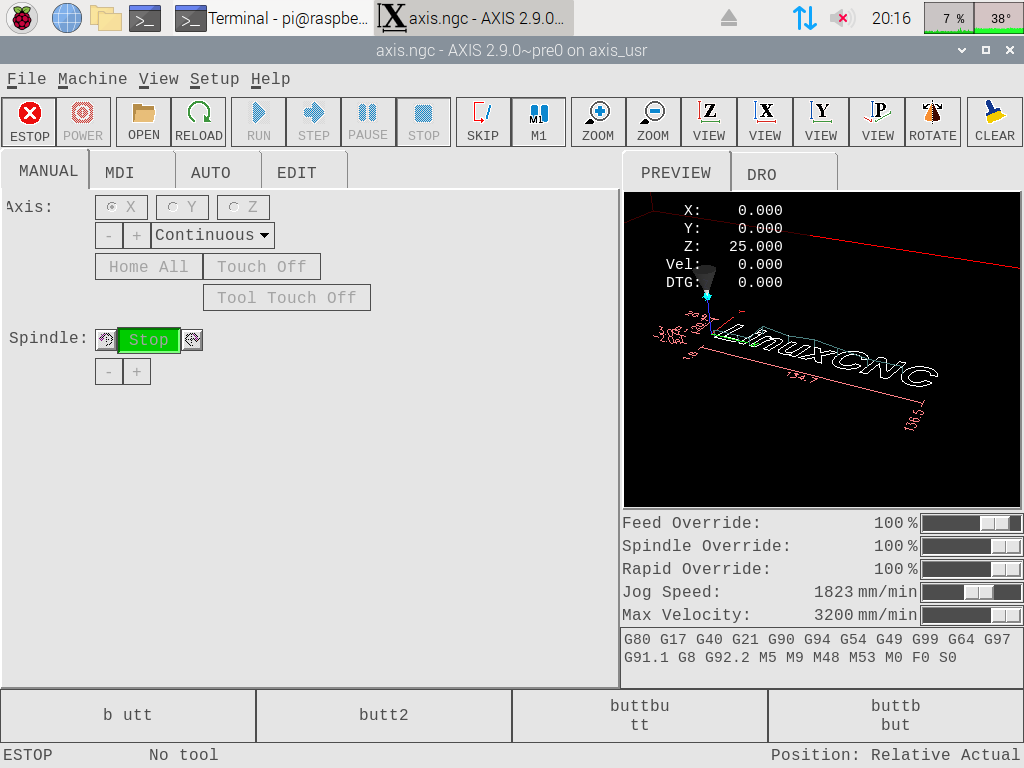 Terminal - pi@raspbe...
axis.ngc - AXIS 2.9.0...
20:16
7 %
38°
axis.ngc - AXIS 2.9.0~pre0 on axis_usr
File Machine View Setup Help
ESTOP POWER OPEN RELOAD RUN STEP PAUSE STOP SKIP M1 ZOOM ZOOM VIEW VIEW VIEW VIEW ROTATE CLEAR
M1 Z X Y P
MANUAL MDI AUTO EDIT
PREVIEW DRO
Axis: X Y Z
- + Continuous
Home All Touch Off
Tool Touch Off
Spindle: Stop
- +
X: 0.000
Y: 0.000
Z: 25.000
Vel: 0.000
DTG: 0.000
LinuxCNC
134.7
136.5
1.8
Feed Override: 100 %
Spindle Override: 100 %
Rapid Override: 100 %
Jog Speed: 1823 mm/min
Max Velocity: 3200 mm/min
G80 G17 G40 G21 G90 G94 G54 G49 G99 G64 G97
G91.1 G8 G92.2 M5 M9 M48 M53 M0 F0 S0
b utt
butt2
buttbu
tt
buttb
but
ESTOP No tool Position: Relative Actual